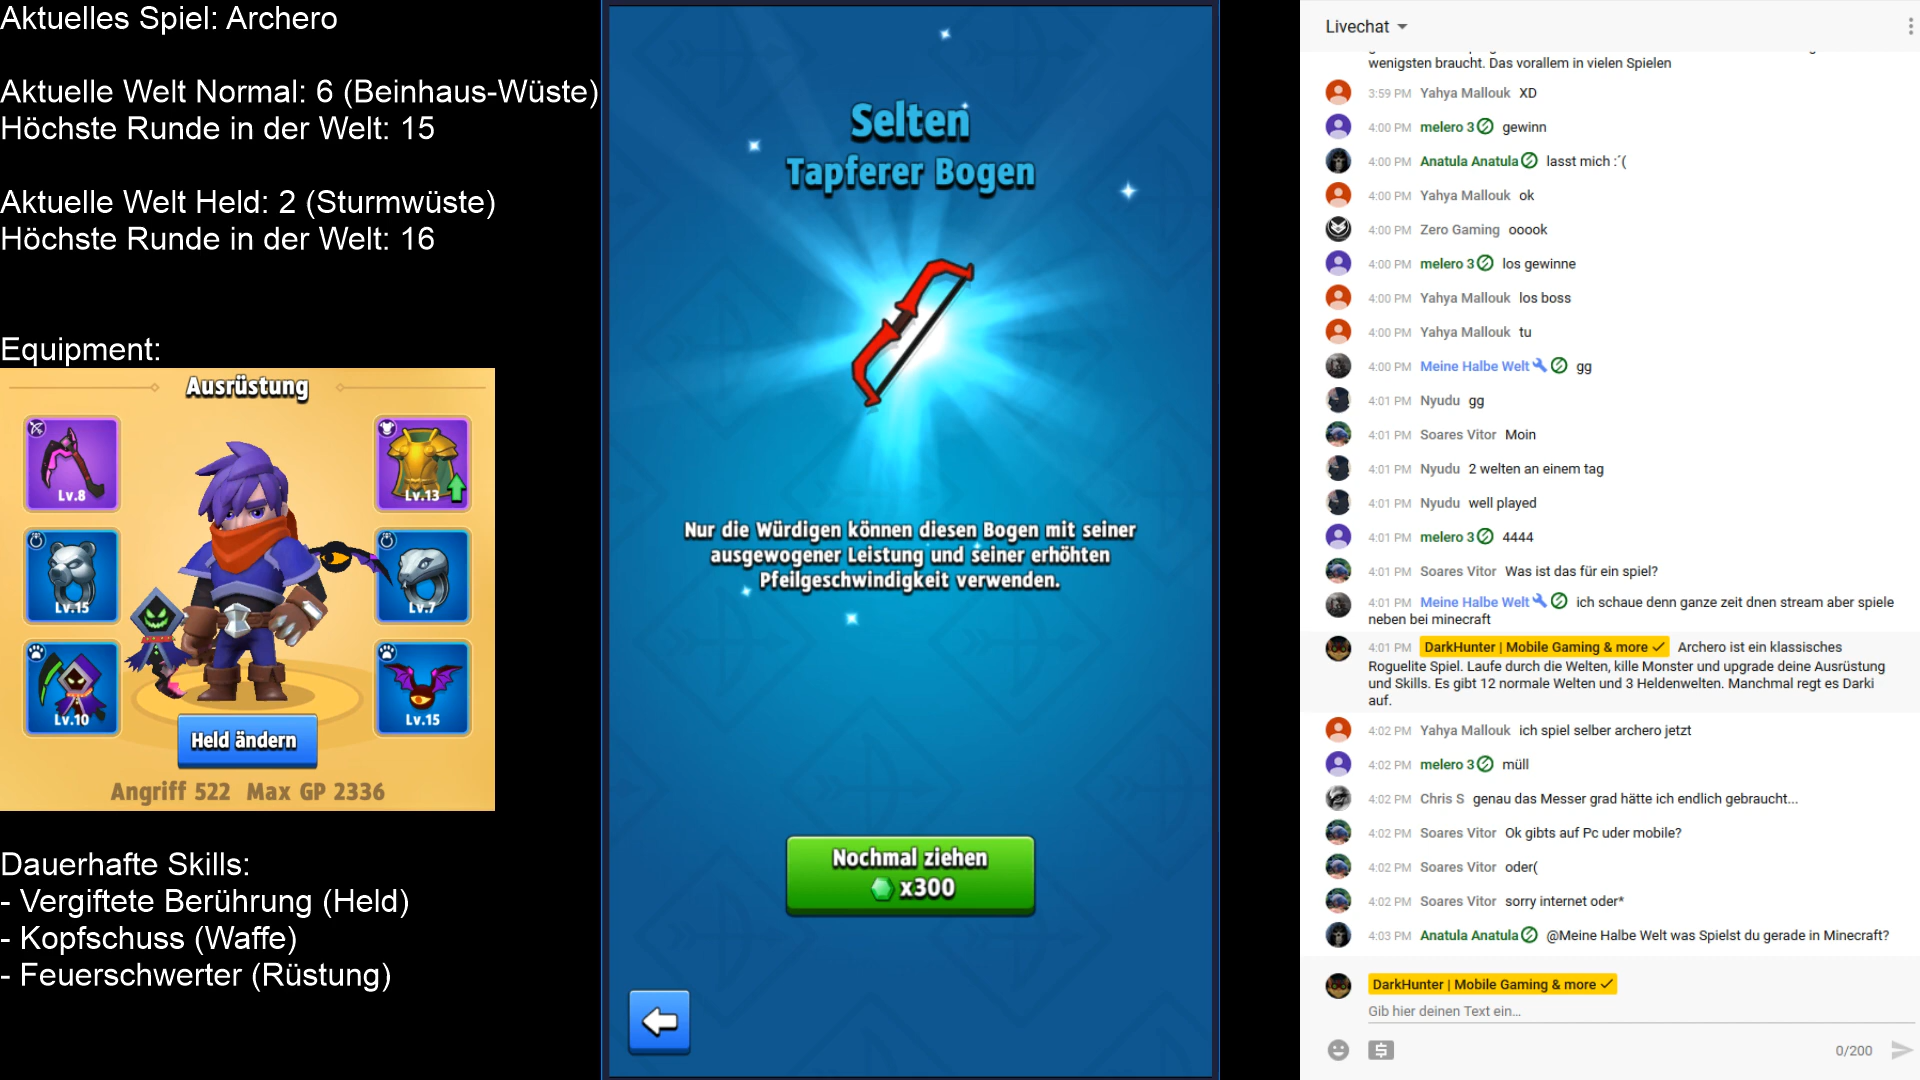 Aktuelles Spiel: Archero
Aktuelle Welt Normal: 6 (Beinhaus-Wüste)
Höchste Runde in der Welt: 15
Aktuelle Welt Held: 2 (Sturmwüste)
Höchste Runde in der Welt: 16
Equipment:
Ausrüstung
Lv.8
Lv.13
Lv.15
Lv.7
Lv.10
Lv.15
Held ändern
Angriff 522 Max GP 2336
Dauerhafte Skills:
- Vergiftete Berührung (Held)
- Kopfschuss (Waffe)
- Feuerschwerter (Rüstung)
Selten
Tapferer Bogen
Nur die Würdigen können diesen Bogen mit seiner
ausgewogener Leistung und seiner erhöhten
Pfeilgeschwindigkeit verwenden.
Nochmal ziehen
x300
Livechat
wenigsten braucht. Das vorallem in vielen Spielen
3:59 PM Yahya Mallouk XD
4:00 PM melero 3 gewinn
4:00 PM Anatula Anatula lasst mich :´(
4:00 PM Yahya Mallouk ok
4:00 PM Zero Gaming ooook
4:00 PM melero 3 los gewinne
4:00 PM Yahya Mallouk los boss
4:00 PM Yahya Mallouk tu
4:00 PM Meine Halbe Welt gg
4:01 PM Nyudu gg
4:01 PM Soares Vitor Moin
4:01 PM Nyudu 2 welten an einem tag
4:01 PM Nyudu well played
4:01 PM melero 3 4444
4:01 PM Soares Vitor Was ist das für ein spiel?
4:01 PM Meine Halbe Welt ich schaue denn ganze zeit dnen stream aber spiele
neben bei minecraft
4:01 PM DarkHunter | Mobile Gaming & more Archero ist ein klassisches
Roguelite Spiel. Laufe durch die Welten, kille Monster und upgrade deine Ausrüstung
und Skills. Es gibt 12 normale Welten und 3 Heldenwelten. Manchmal regt es Darki
auf.
4:02 PM Yahya Mallouk ich spiel selber archero jetzt
4:02 PM melero 3 müll
4:02 PM Chris S genau das Messer grad hätte ich endlich gebraucht...
4:02 PM Soares Vitor Ok gibts auf Pc uder mobile?
4:02 PM Soares Vitor oder(
4:02 PM Soares Vitor sorry internet oder*
4:03 PM Anatula Anatula @Meine Halbe Welt was Spielst du gerade in Minecraft?
DarkHunter | Mobile Gaming & more
Gib hier deinen Text ein...
0/200